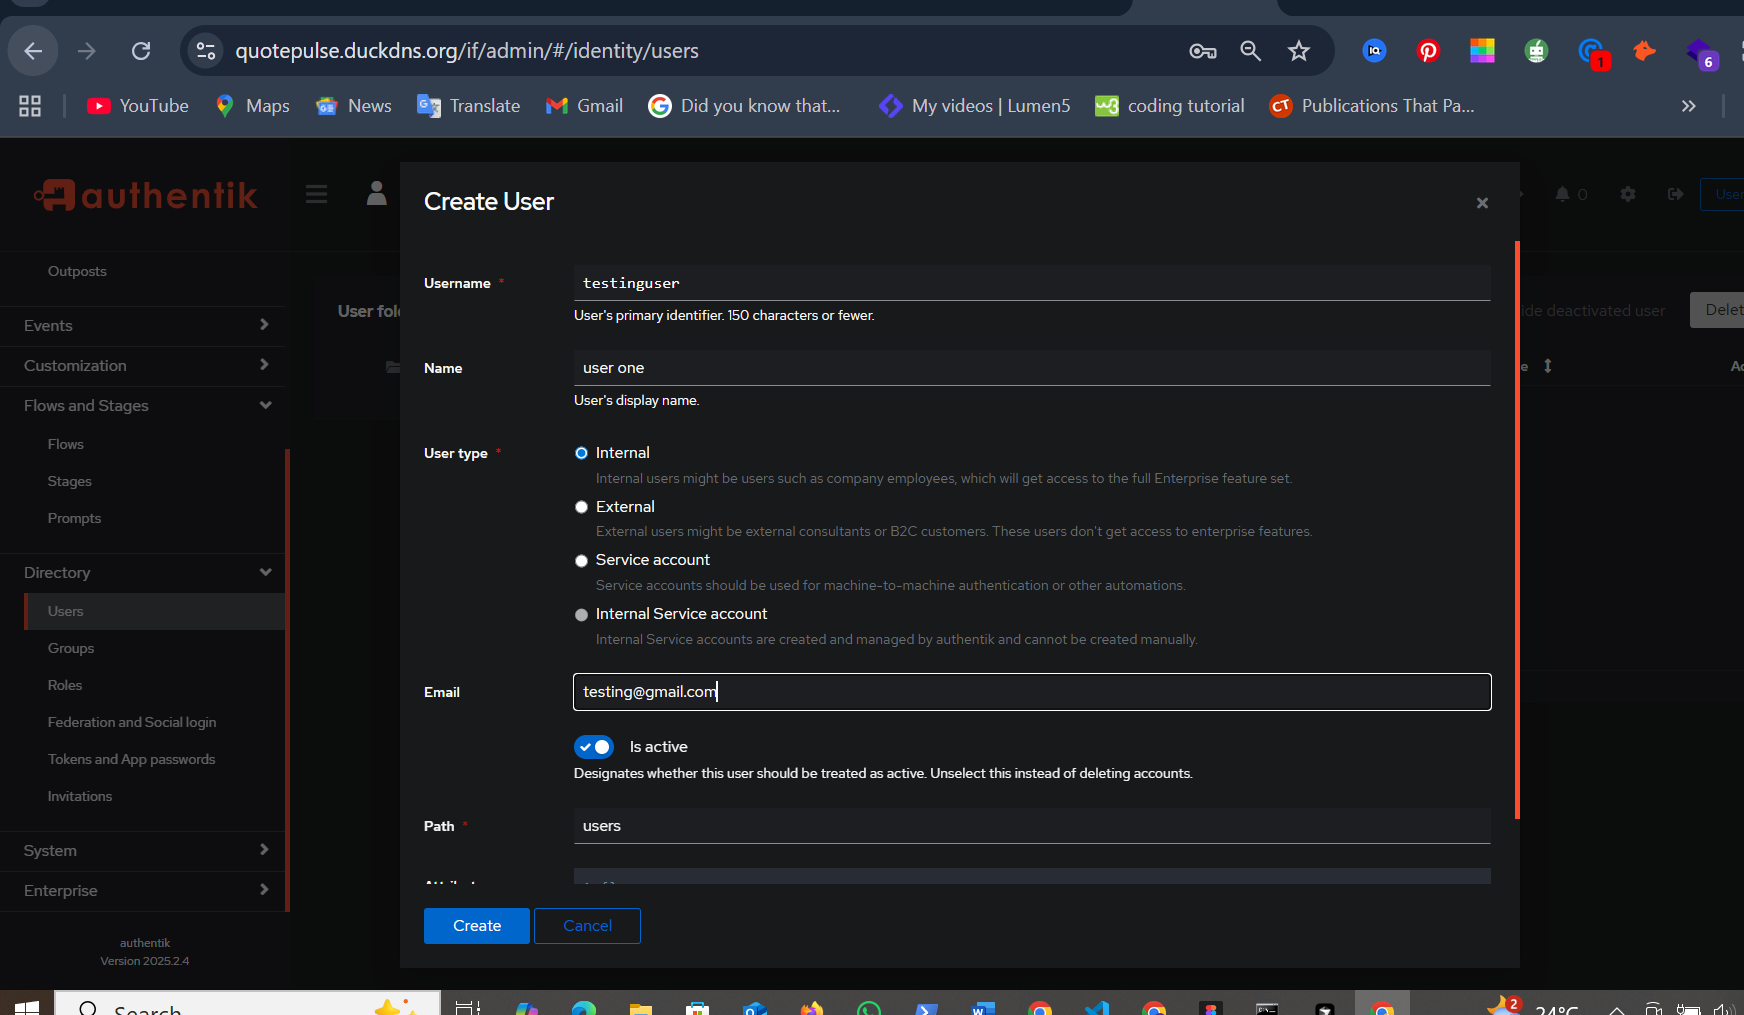 quotepulse.duckdns.org/if/admin/#/identity/users
1
6
YouTube
Maps
News
Translate
Gmail
Did you know that...
My videos | Lumen5
coding tutorial
Publications That Pa...
authentik
0
Create User
Outposts
Events
Customization
Flows and Stages
Flows
Stages
Prompts
Directory
Users
Groups
Roles
Federation and Social login
Tokens and App passwords
Invitations
System
Enterprise
authentik
Version 2025.2.4
Username *
testinguser
User's primary identifier. 150 characters or fewer.
Name
user one
User's display name.
User type *
Internal
Internal users might be users such as company employees, which will get access to the full Enterprise feature set.
External
External users might be external consultants or B2C customers. These users don't get access to enterprise features.
Service account
Service accounts should be used for machine-to-machine authentication or other automations.
Internal Service account
Internal Service accounts are created and managed by authentik and cannot be created manually.
Email
testing@gmail.com
Is active
Designates whether this user should be treated as active. Unselect this instead of deleting accounts.
Path *
users
Create
Cancel
deactivated user
Search
2
24°C